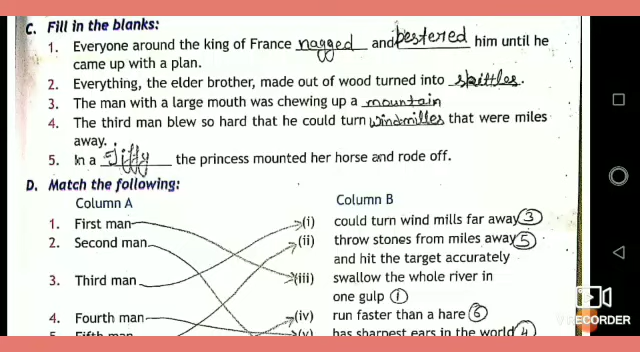 C. Fill in the blanks:
1. Everyone around the king of France nagged and pestered him until he
came up with a plan.
2. Everything, the elder brother, made out of wood turned into skittles.
3. The man with a large mouth was chewing up a mountain
4. The third man blew so hard that he could turn windmilles that were miles
away.
5. In a Jiffy the princess mounted her horse and rode off.
D. Match the following:
Column A Column B
1. First man (i) could turn wind mills far away 3
2. Second man (ii) throw stones from miles away 5
and hit the target accurately
3. Third man (iii) swallow the whole river in
one gulp 1
4. Fourth man (iv) run faster than a hare 6
5 Fifth man (v) has sharpest ears in the world 4
RECORDER